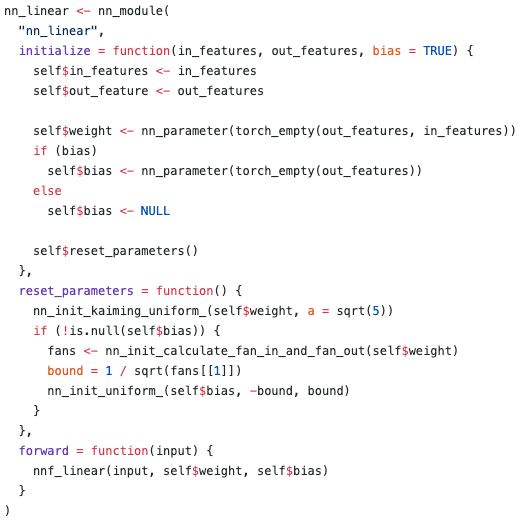 nn_linear <- nn_module(
  "nn_linear",
  initialize = function(in_features, out_features, bias = TRUE) {
    self$in_features <- in_features
    self$out_feature <- out_features

    self$weight <- nn_parameter(torch_empty(out_features, in_features))
    if (bias)
      self$bias <- nn_parameter(torch_empty(out_features))
    else
      self$bias <- NULL

    self$reset_parameters()
  },
  reset_parameters = function() {
    nn_init_kaiming_uniform_(self$weight, a = sqrt(5))
    if (!is.null(self$bias)) {
      fans <- nn_init_calculate_fan_in_and_fan_out(self$weight)
      bound = 1 / sqrt(fans[[1]])
      nn_init_uniform_(self$bias, -bound, bound)
    }
  },
  forward = function(input) {
    nnf_linear(input, self$weight, self$bias)
  }
)